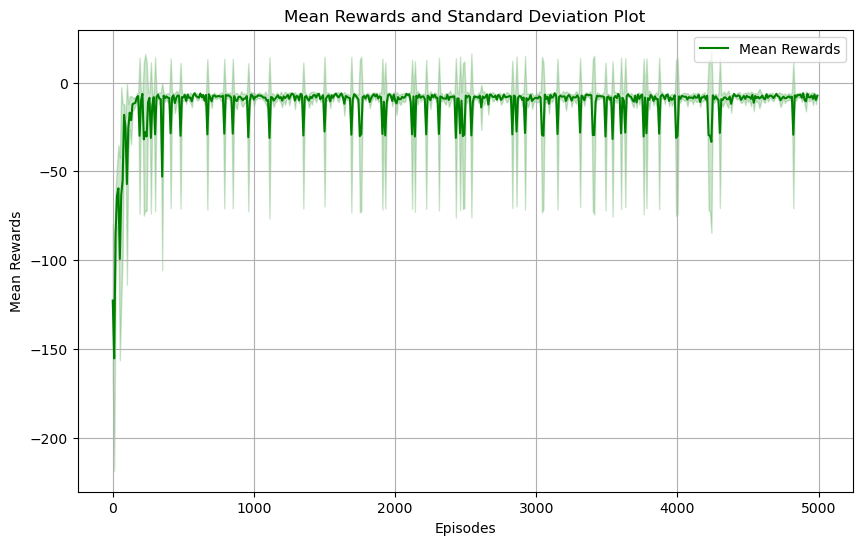 Mean Rewards and Standard Deviation Plot
Mean Rewards
0
−50
−100
−150
−200
Mean Rewards
0
1000
2000
3000
4000
5000
Episodes